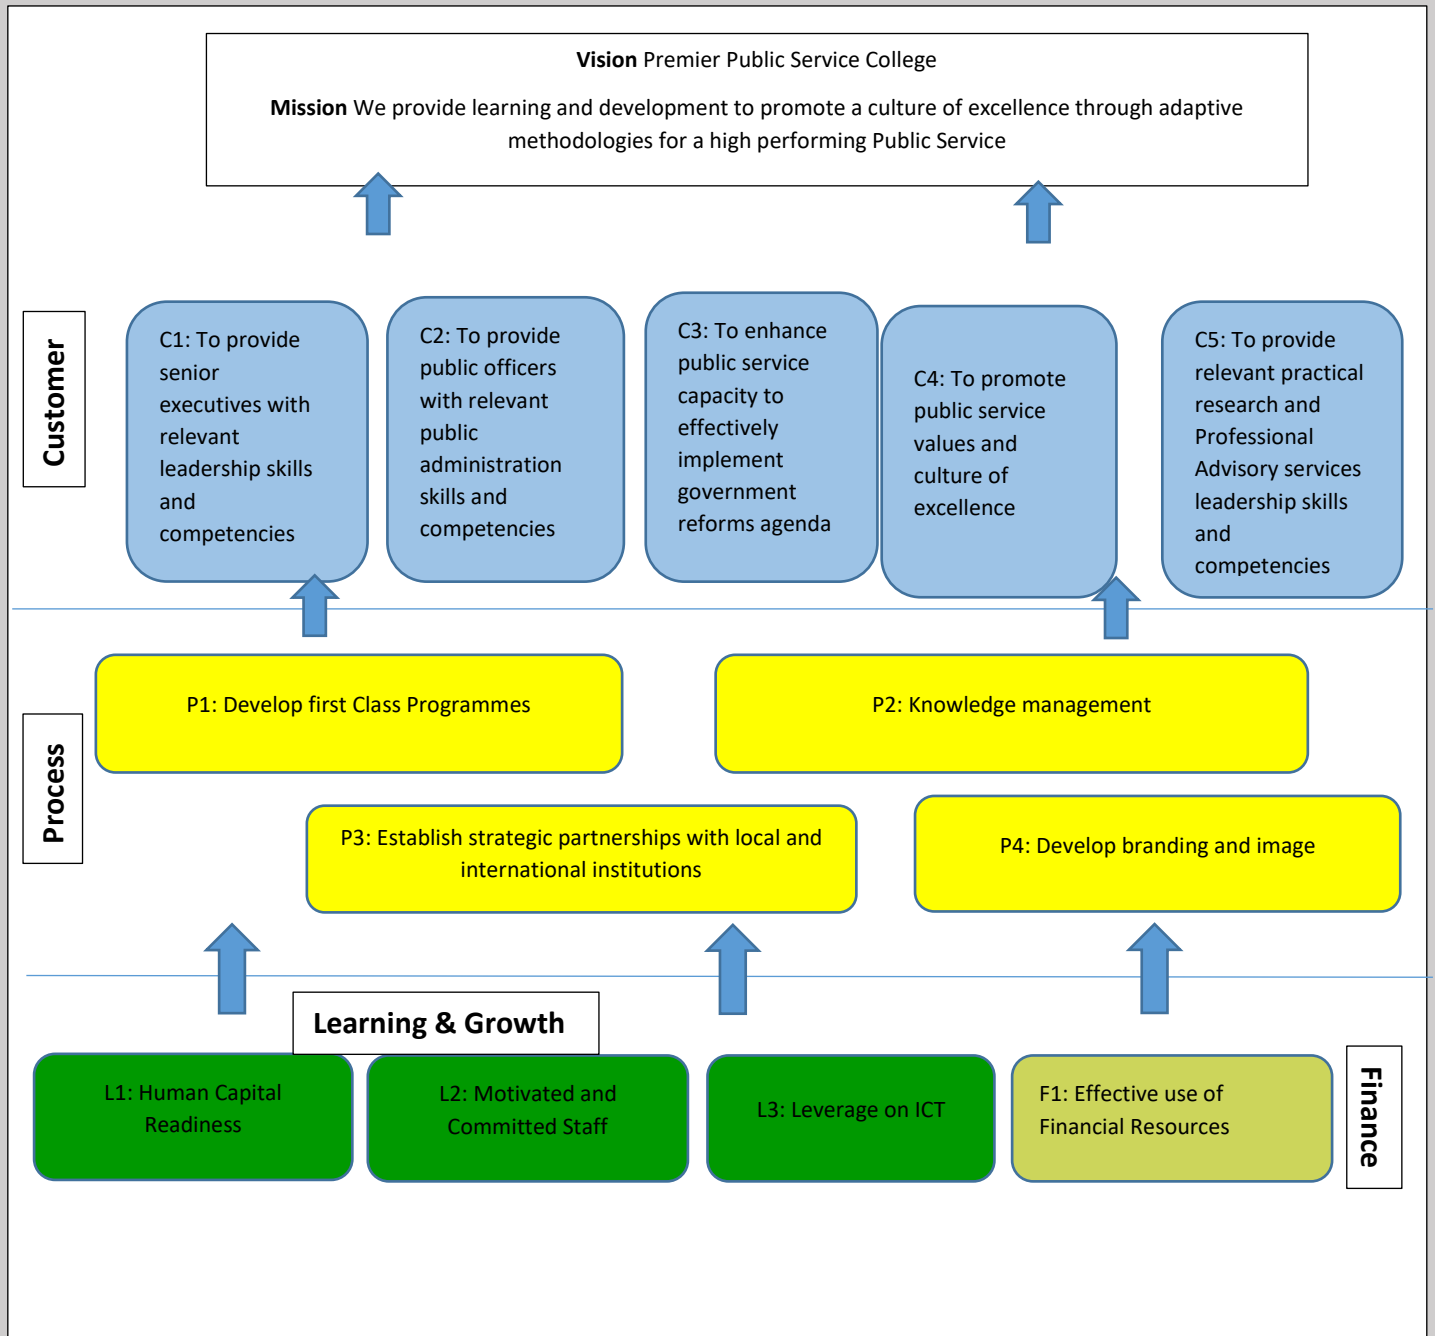 Vision Premier Public Service College
Mission We provide learning and development to promote a culture of excellence through adaptive
methodologies for a high performing Public Service
Customer
C1: To provide
senior
executives with
relevant
leadership skills
and
competencies
C2: To provide
public officers
with relevant
public
administration
skills and
competencies
C3: To enhance
public service
capacity to
effectively
implement
government
reforms agenda
C4: To promote
public service
values and
culture of
excellence
C5: To provide
relevant practical
research and
Professional
Advisory services
leadership skills
and
competencies
Process
P1: Develop first Class Programmes
P2: Knowledge management
P3: Establish strategic partnerships with local and
international institutions
P4: Develop branding and image
Learning & Growth
L1: Human Capital
Readiness
L2: Motivated and
Committed Staff
L3: Leverage on ICT
F1: Effective use of
Financial Resources
Finance